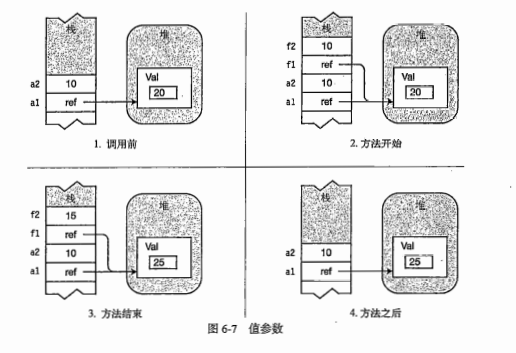 栈
堆
Val
a2 10
20
a1 ref
1. 调用前
栈
堆
f2 10
f1 ref
Val
a2 10
20
a1 ref
2. 方法开始
栈
堆
f2 15
f1 ref
Val
a2 10
25
a1 ref
3. 方法结束
栈
堆
Val
a2 10
25
a1 ref
4. 方法之后
图 6-7 值参数